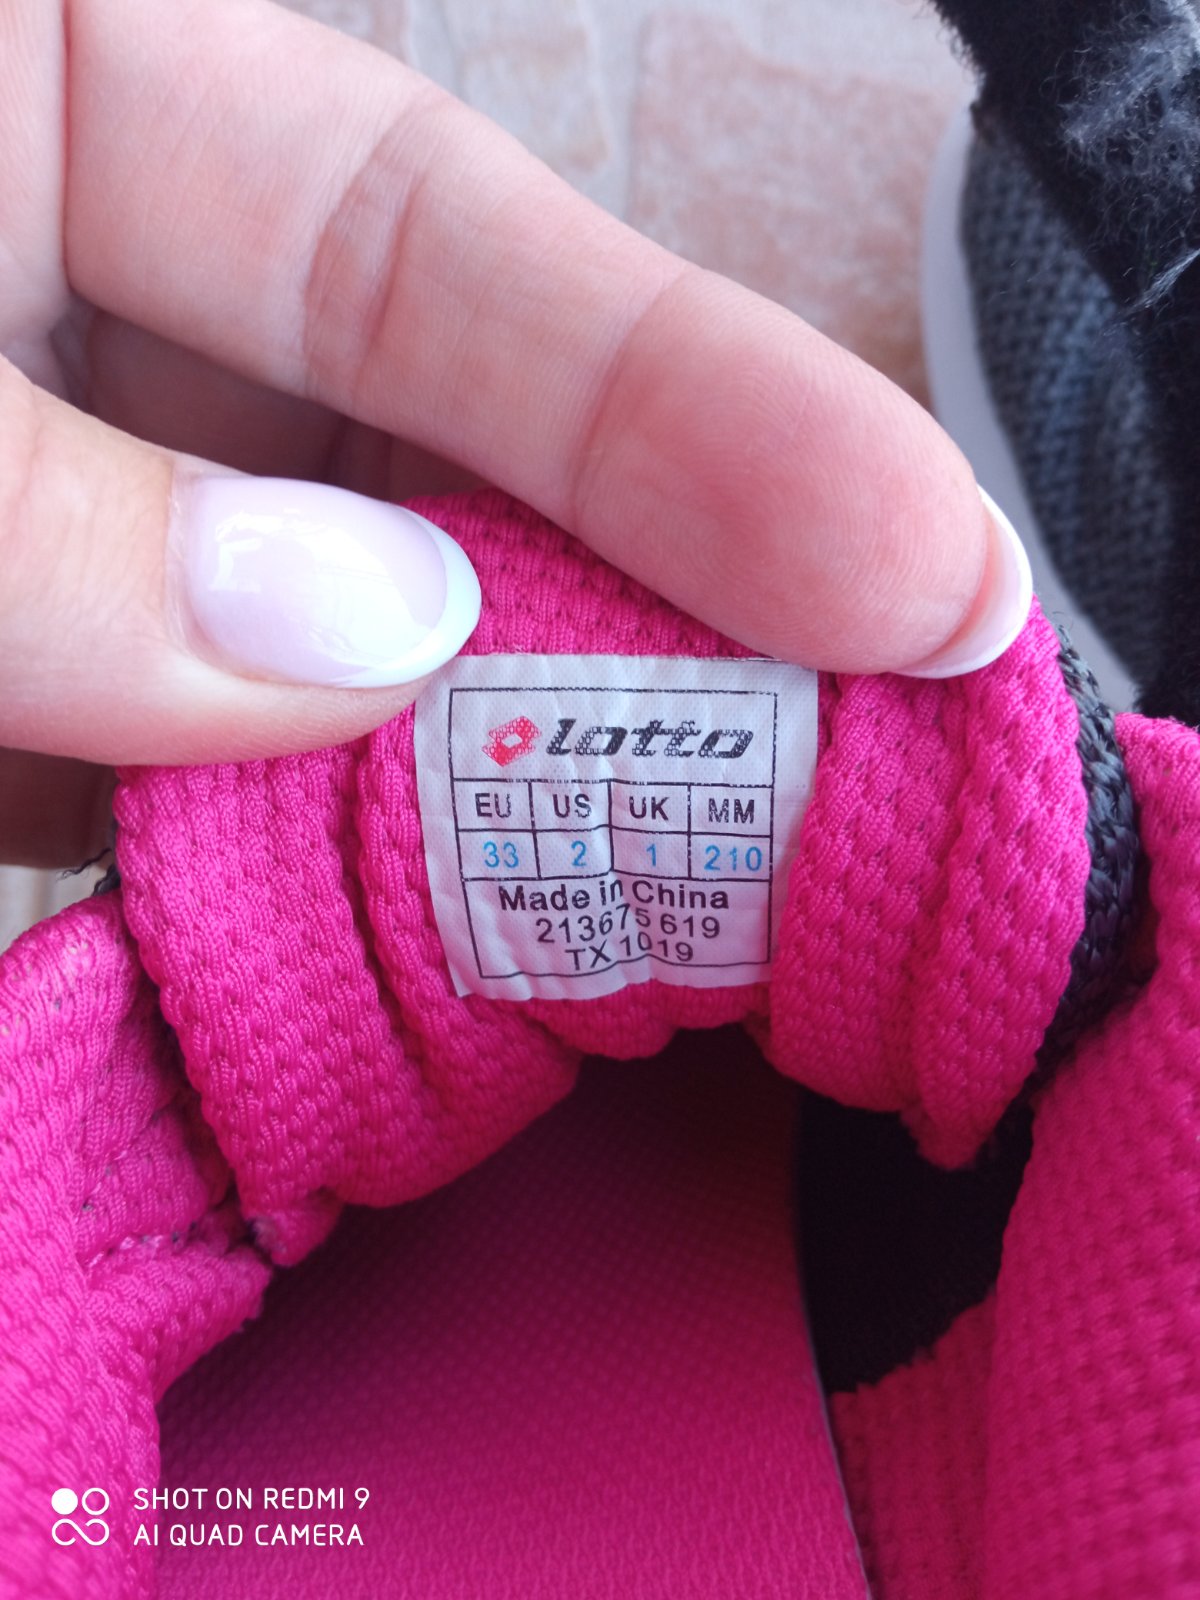 lotto
EU US UK MM
33 2 1 210
Made in China
213675 619
TX 1019
SHOT ON REDMI 9
AI QUAD CAMERA